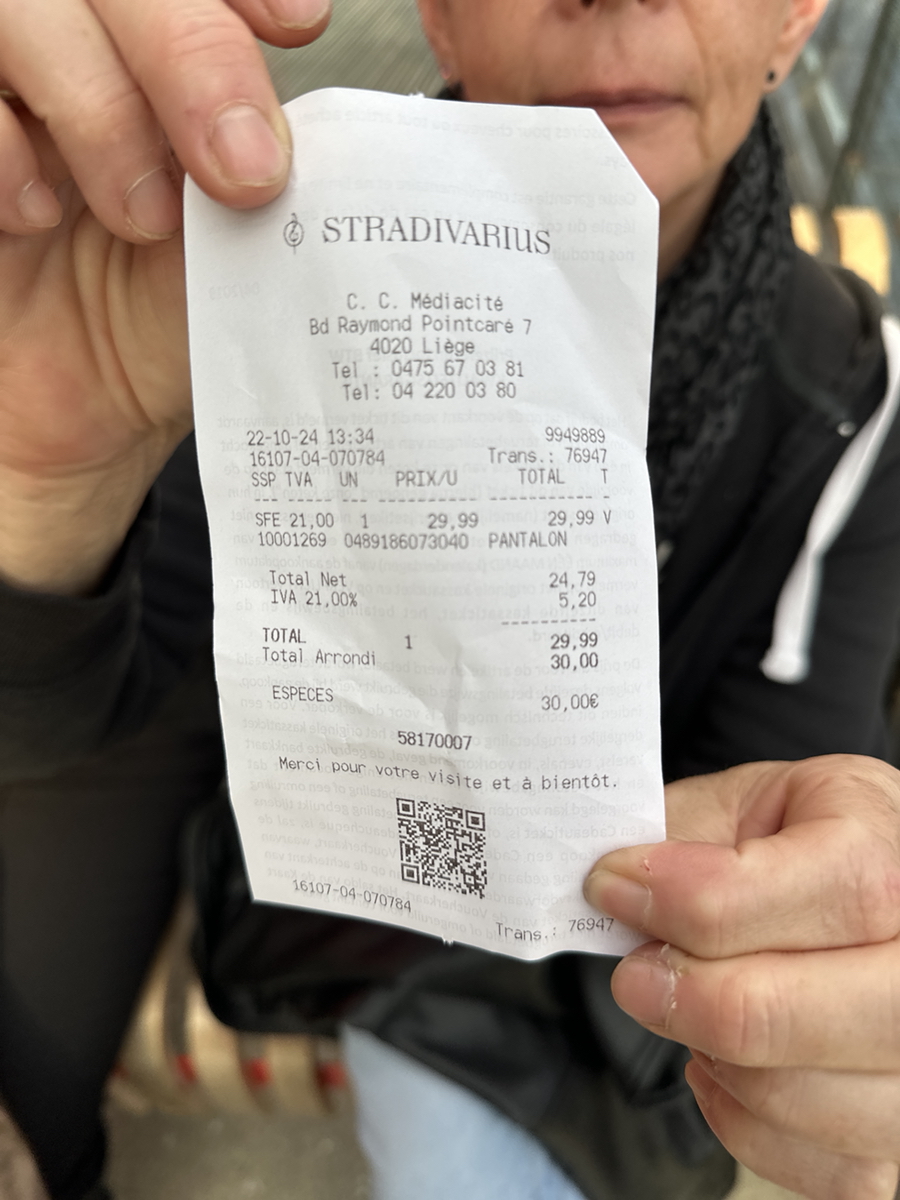 STRADIVARIUS
C. C. Médiacité
Bd Raymond Pointcaré 7
4020 Liège
Tel : 0475 67 03 81
Tel: 04 220 03 80
22-10-24 13:34 9949889
16107-04-070784 Trans.: 76947
SSP TVA UN PRIX/U TOTAL T
SFE 21,00 1 29,99 29,99 V
10001269 0489186073040 PANTALON
Total Net 24,79
IVA 21,00% 5,20
TOTAL 1 29,99
Total Arrondi 30,00
ESPECES 30,00€
58170007
Merci pour votre visite et à bientôt.
16107-04-070784 Trans.: 76947